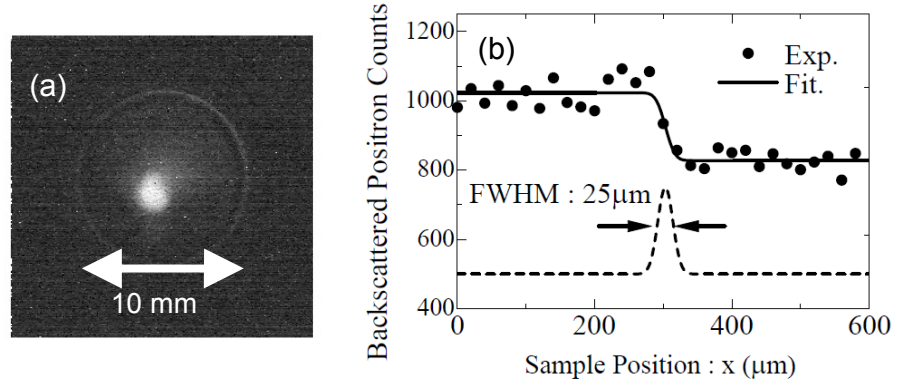 (a)
10 mm
(b)
1200
1000
800
600
400
0
200
400
600
Backscattered Positron Counts
Sample Position : x (μm)
Exp.
Fit.
FWHM : 25μm